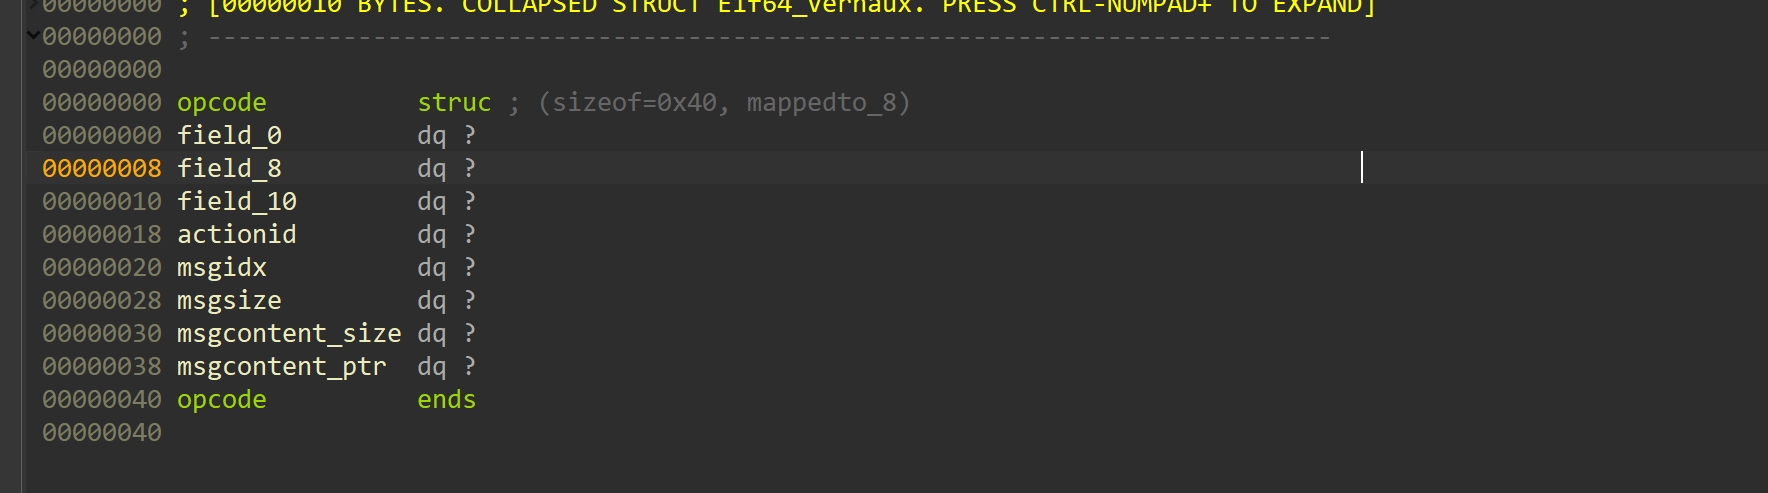 00000000 ; [00000010 BYTES. COLLAPSED STRUCT Elf64_Vernaux. PRESS CTRL-NUMPAD+ TO EXPAND]
00000000 ; ---------------------------------------------------------------------------
00000000
00000000 opcode          struc ; (sizeof=0x40, mappedto_8)
00000000 field_0         dq ?
00000008 field_8         dq ?
00000010 field_10        dq ?
00000018 actionid        dq ?
00000020 msgidx          dq ?
00000028 msgsize         dq ?
00000030 msgcontent_size dq ?
00000038 msgcontent_ptr  dq ?
00000040 opcode          ends
00000040